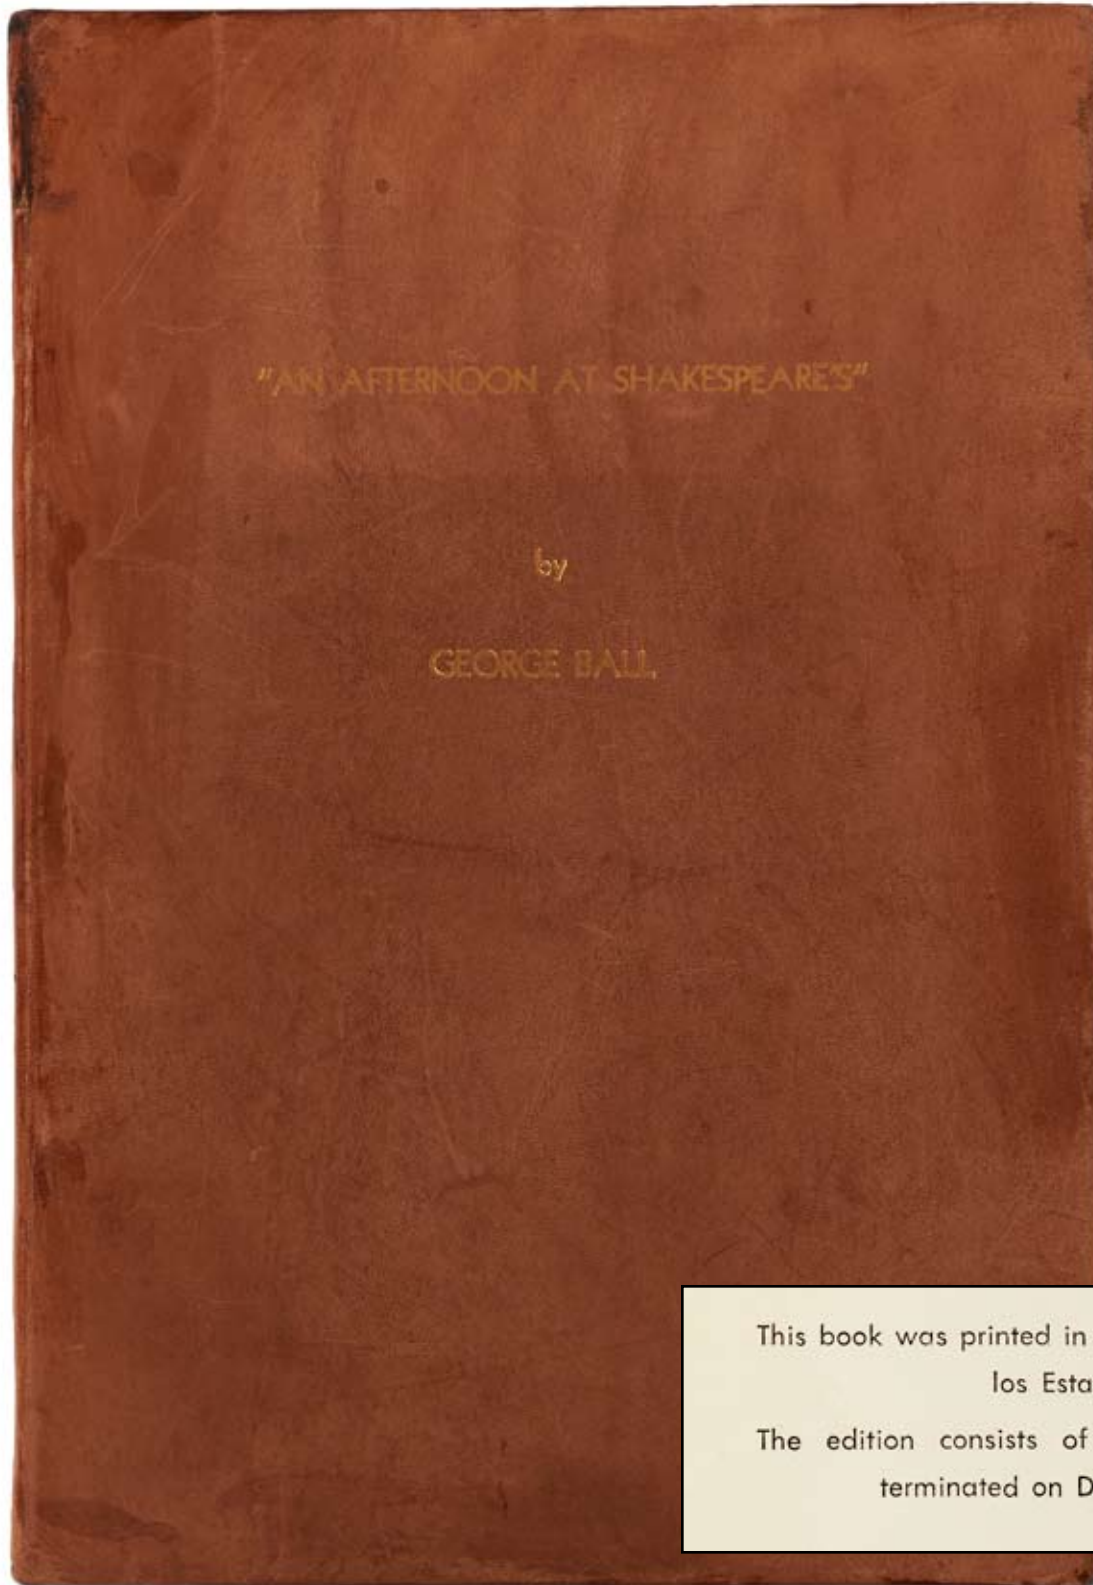 "AN AFTERNOON AT SHAKESPEARE'S"
by
GEORGE BALL
This book was printed in
los Esta
The edition consists of
terminated on D